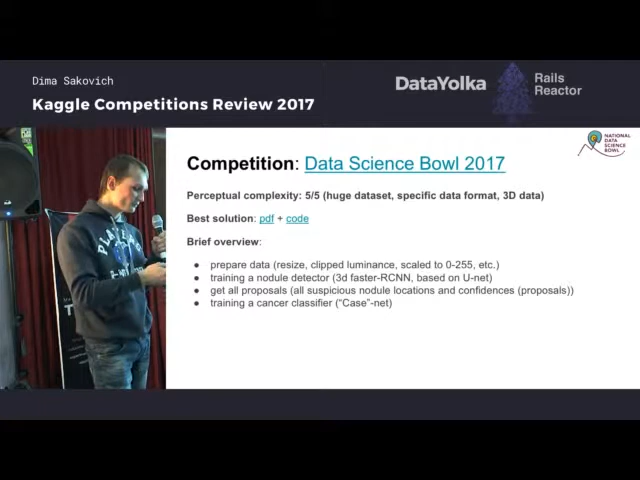 Dima Sakovich
Kaggle Competitions Review 2017
DataYolka
Rails
Reactor
NATIONAL
DATA
SCIENCE
BOWL
Competition: Data Science Bowl 2017
Perceptual complexity: 5/5 (huge dataset, specific data format, 3D data)
Best solution: pdf + code
Brief overview:
● prepare data (resize, clipped luminance, scaled to 0-255, etc.)
● training a nodule detector (3d faster-RCNN, based on U-net)
● get all proposals (all suspicious nodule locations and confidences (proposals))
● training a cancer classifier (“Case”-net)